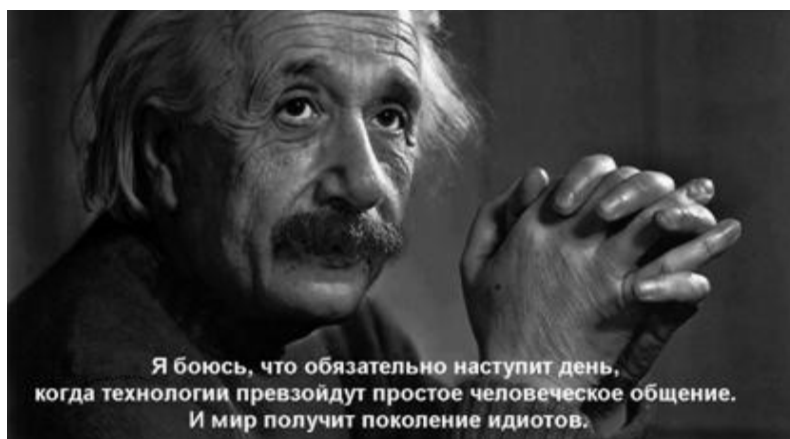 Я боюсь, что обязательно наступит день,
когда технологии превзойдут простое человеческое общение.
И мир получит поколение идиотов.